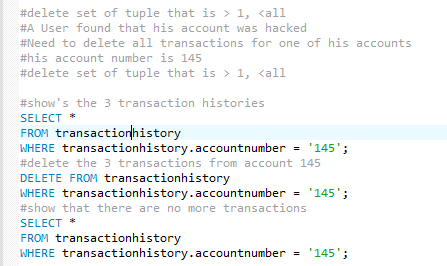 #delete set of tuple that is > 1, <all
#A User found that his account was hacked
#Need to delete all transactions for one of his accounts
#his account number is 145
#delete set of tuple that is > 1, <all
#show's the 3 transaction histories
SELECT *
FROM transactionhistory
WHERE transactionhistory.accountnumber = '145';
#delete the 3 transactions from account 145
DELETE FROM transactionhistory
WHERE transactionhistory.accountnumber = '145';
#show that there are no more transactions
SELECT *
FROM transactionhistory
WHERE transactionhistory.accountnumber = '145';